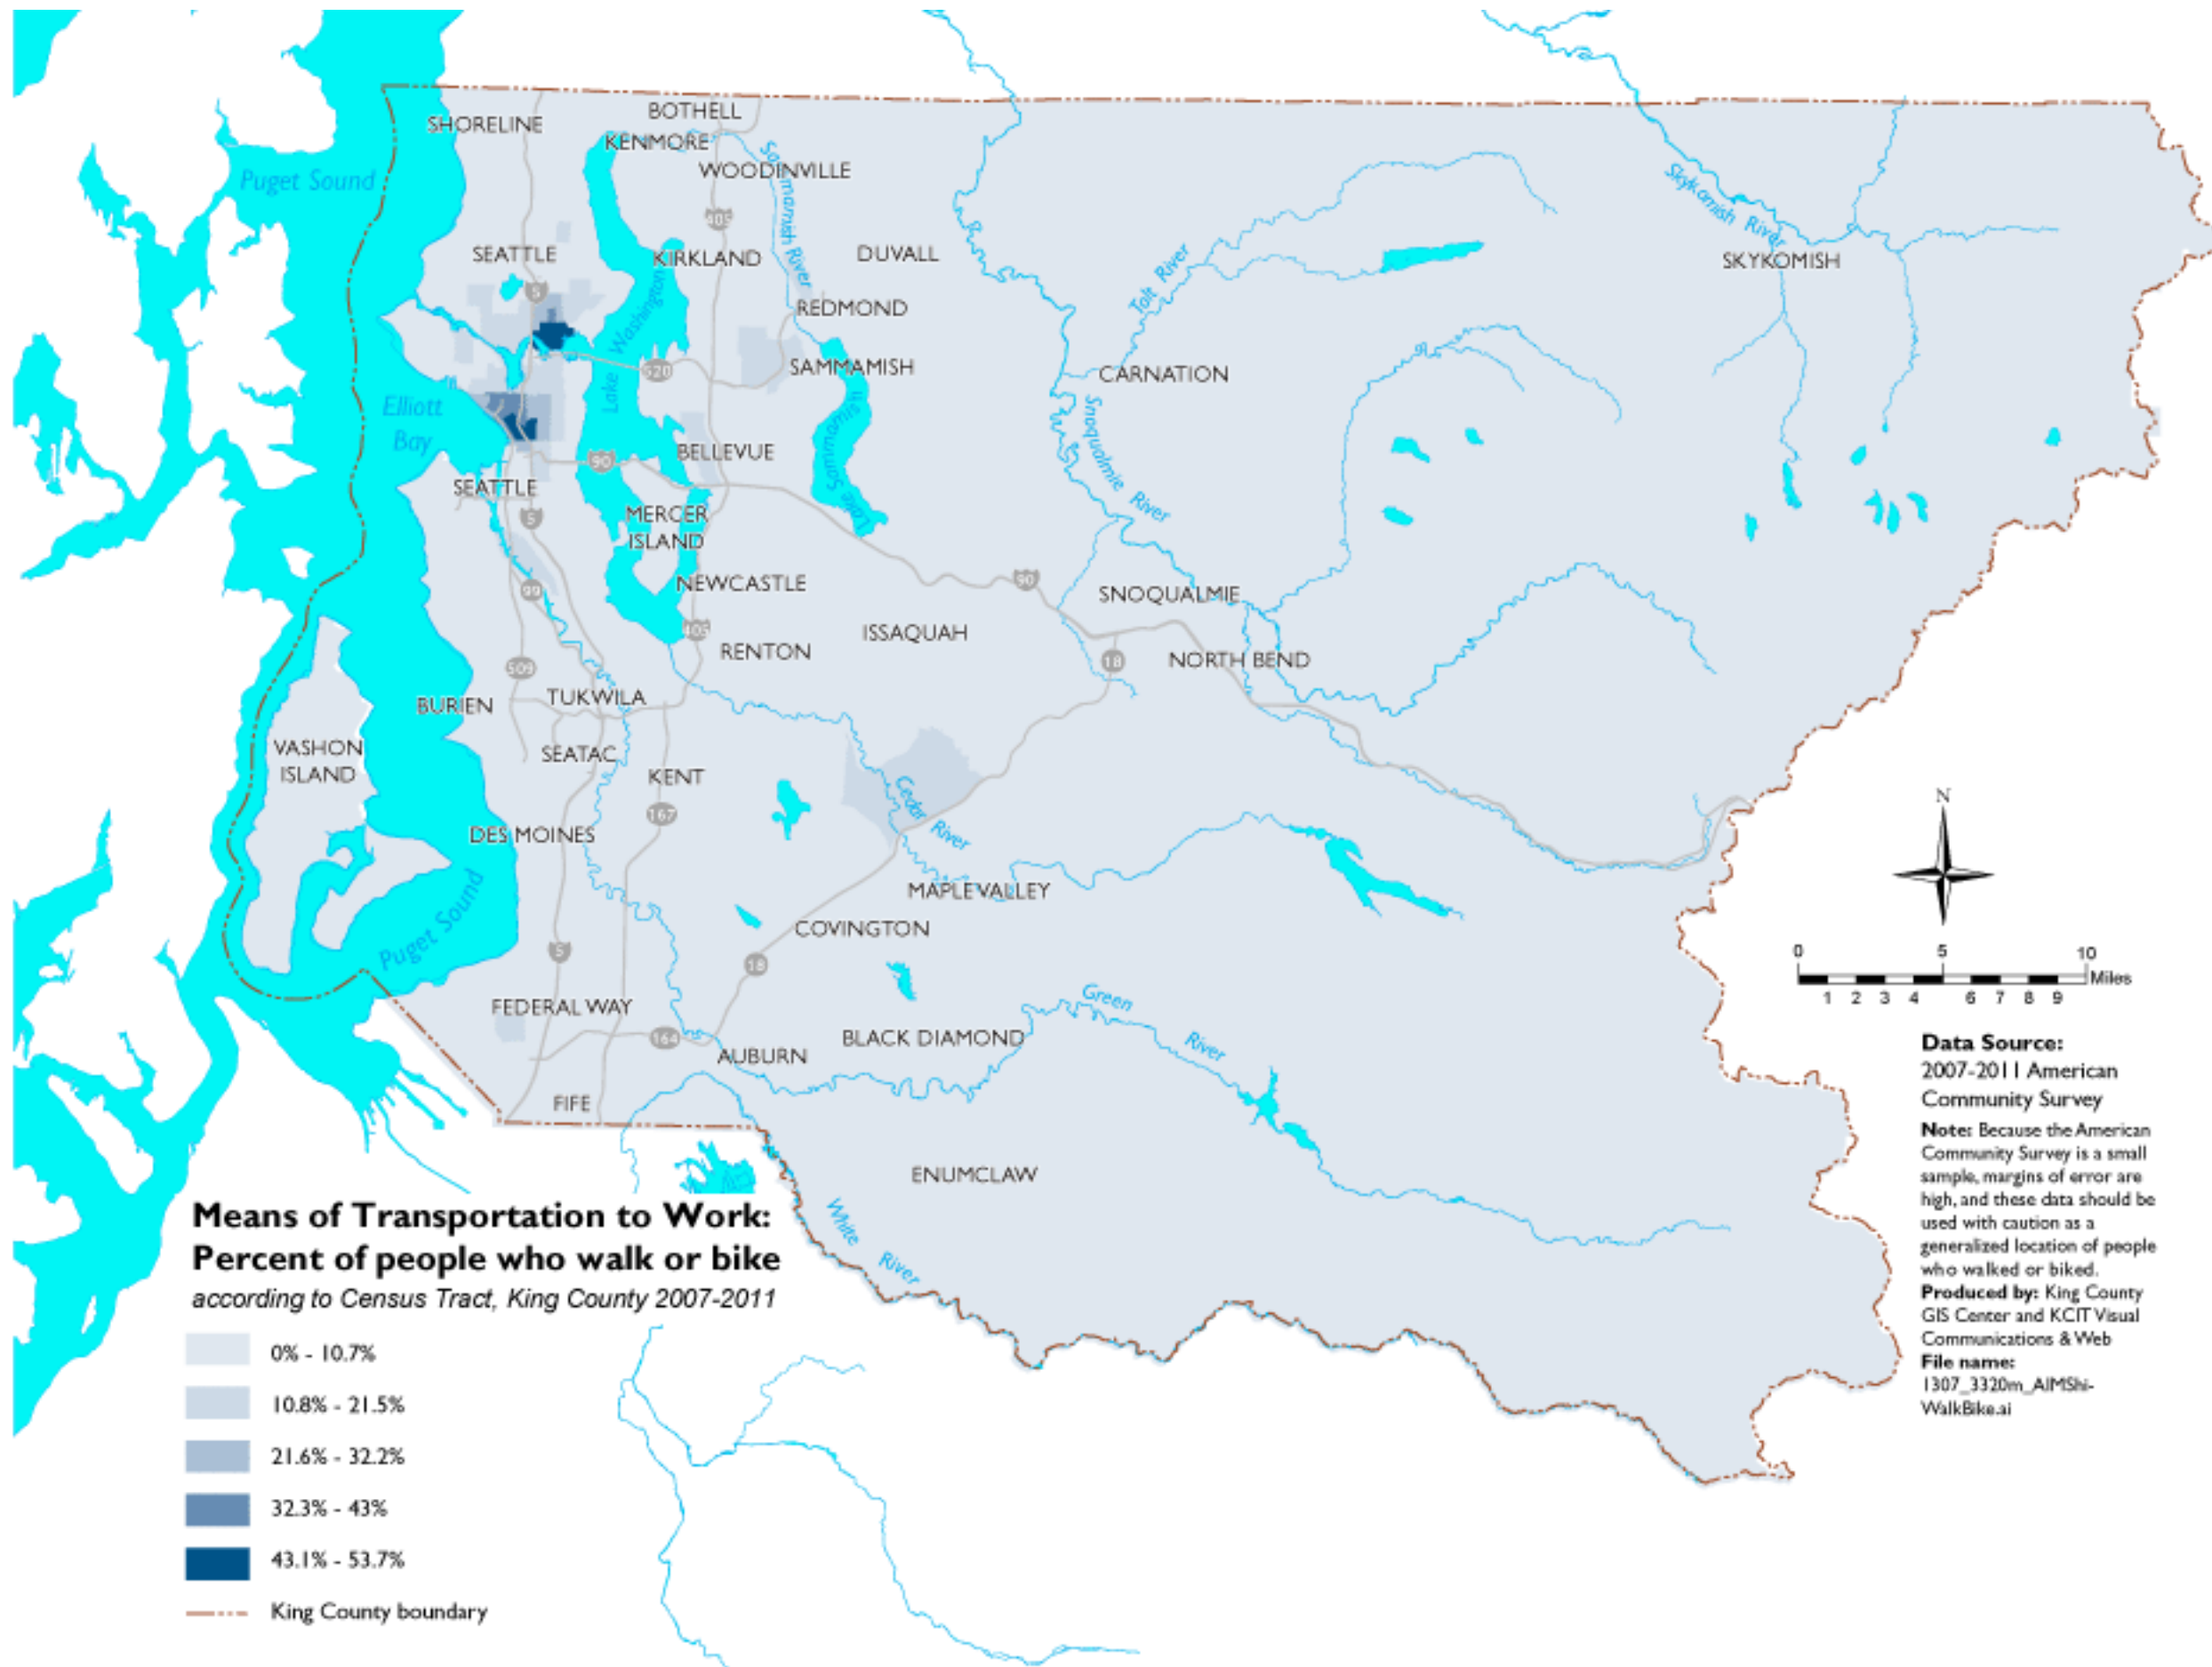 BOTHELL
SHORELINE
KENMORE
WOODINVILLE
Puget Sound
Sammamish River
405
Skykomish River
SEATTLE
KIRKLAND
DUVALL
SKYKOMISH
Tolt River
5
REDMOND
Lake Washington
520
SAMMAMISH
CARNATION
Elliott
Bay
Lake Sammamish
Snoqualmie River
BELLEVUE
90
SEATTLE
5
MERCER
ISLAND
NEWCASTLE
99
90
SNOQUALMIE
405
ISSAQUAH
RENTON
509
18
NORTH BEND
TUKWILA
BURIEN
VASHON
ISLAND
SEATAC
KENT
167
Cedar River
DES MOINES
N
MAPLE VALLEY
COVINGTON
Puget Sound
5
18
0 5 10
Miles
1 2 3 4 6 7 8 9
FEDERAL WAY
Green River
164
BLACK DIAMOND
AUBURN
FIFE
ENUMCLAW
White River
Data Source:
2007-2011 American
Community Survey
Note: Because the American
Community Survey is a small
sample, margins of error are
high, and these data should be
used with caution as a
generalized location of people
who walked or biked.
Produced by: King County
GIS Center and KCIT Visual
Communications & Web
File name:
1307_3320m_AIMShi-
WalkBike.ai
Means of Transportation to Work:
Percent of people who walk or bike
according to Census Tract, King County 2007-2011
0% - 10.7%
10.8% - 21.5%
21.6% - 32.2%
32.3% - 43%
43.1% - 53.7%
King County boundary